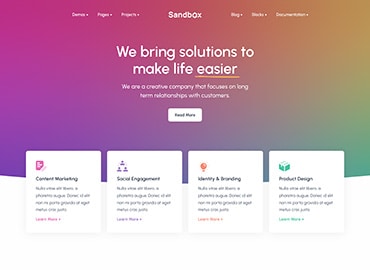 Demos Pages Projects Sandbox Blog Blocks Documentation
We bring solutions to
make life easier
We are a creative company that focuses on long
term relationships with customers.
Read More
Content Marketing
Nulla vitae elit libero, a
pharetra augue. Donec id elit
non mi porta gravida at eget
metus cras justo.
Learn More
Social Engagement
Nulla vitae elit libero, a
pharetra augue. Donec id elit
non mi porta gravida at eget
metus cras justo.
Learn More
Identity & Branding
Nulla vitae elit libero, a
pharetra augue. Donec id elit
non mi porta gravida at eget
metus cras justo.
Learn More
Product Design
Nulla vitae elit libero, a
pharetra augue. Donec id elit
non mi porta gravida at eget
metus cras justo.
Learn More